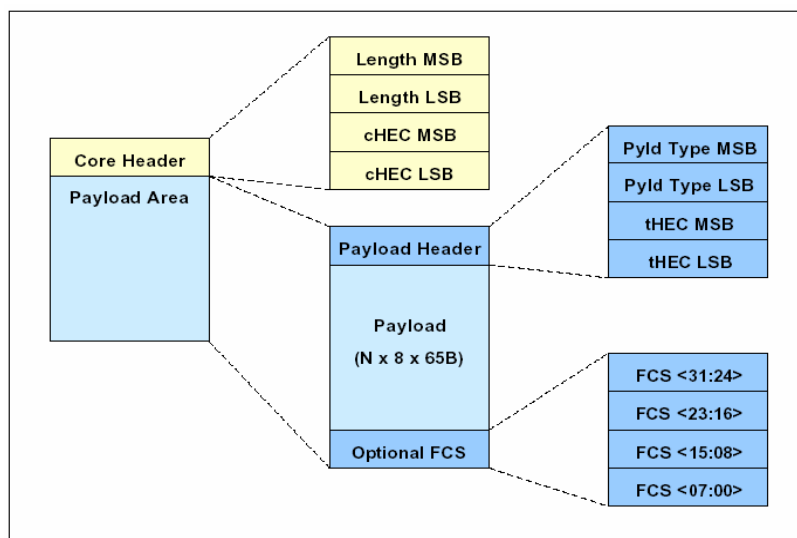 Core Header
Payload Area
Length MSB
Length LSB
cHEC MSB
cHEC LSB
Payload Header
Payload
(N x 8 x 65B)
Optional FCS
Pyld Type MSB
Pyld Type LSB
tHEC MSB
tHEC LSB
FCS <31:24>
FCS <23:16>
FCS <15:08>
FCS <07:00>